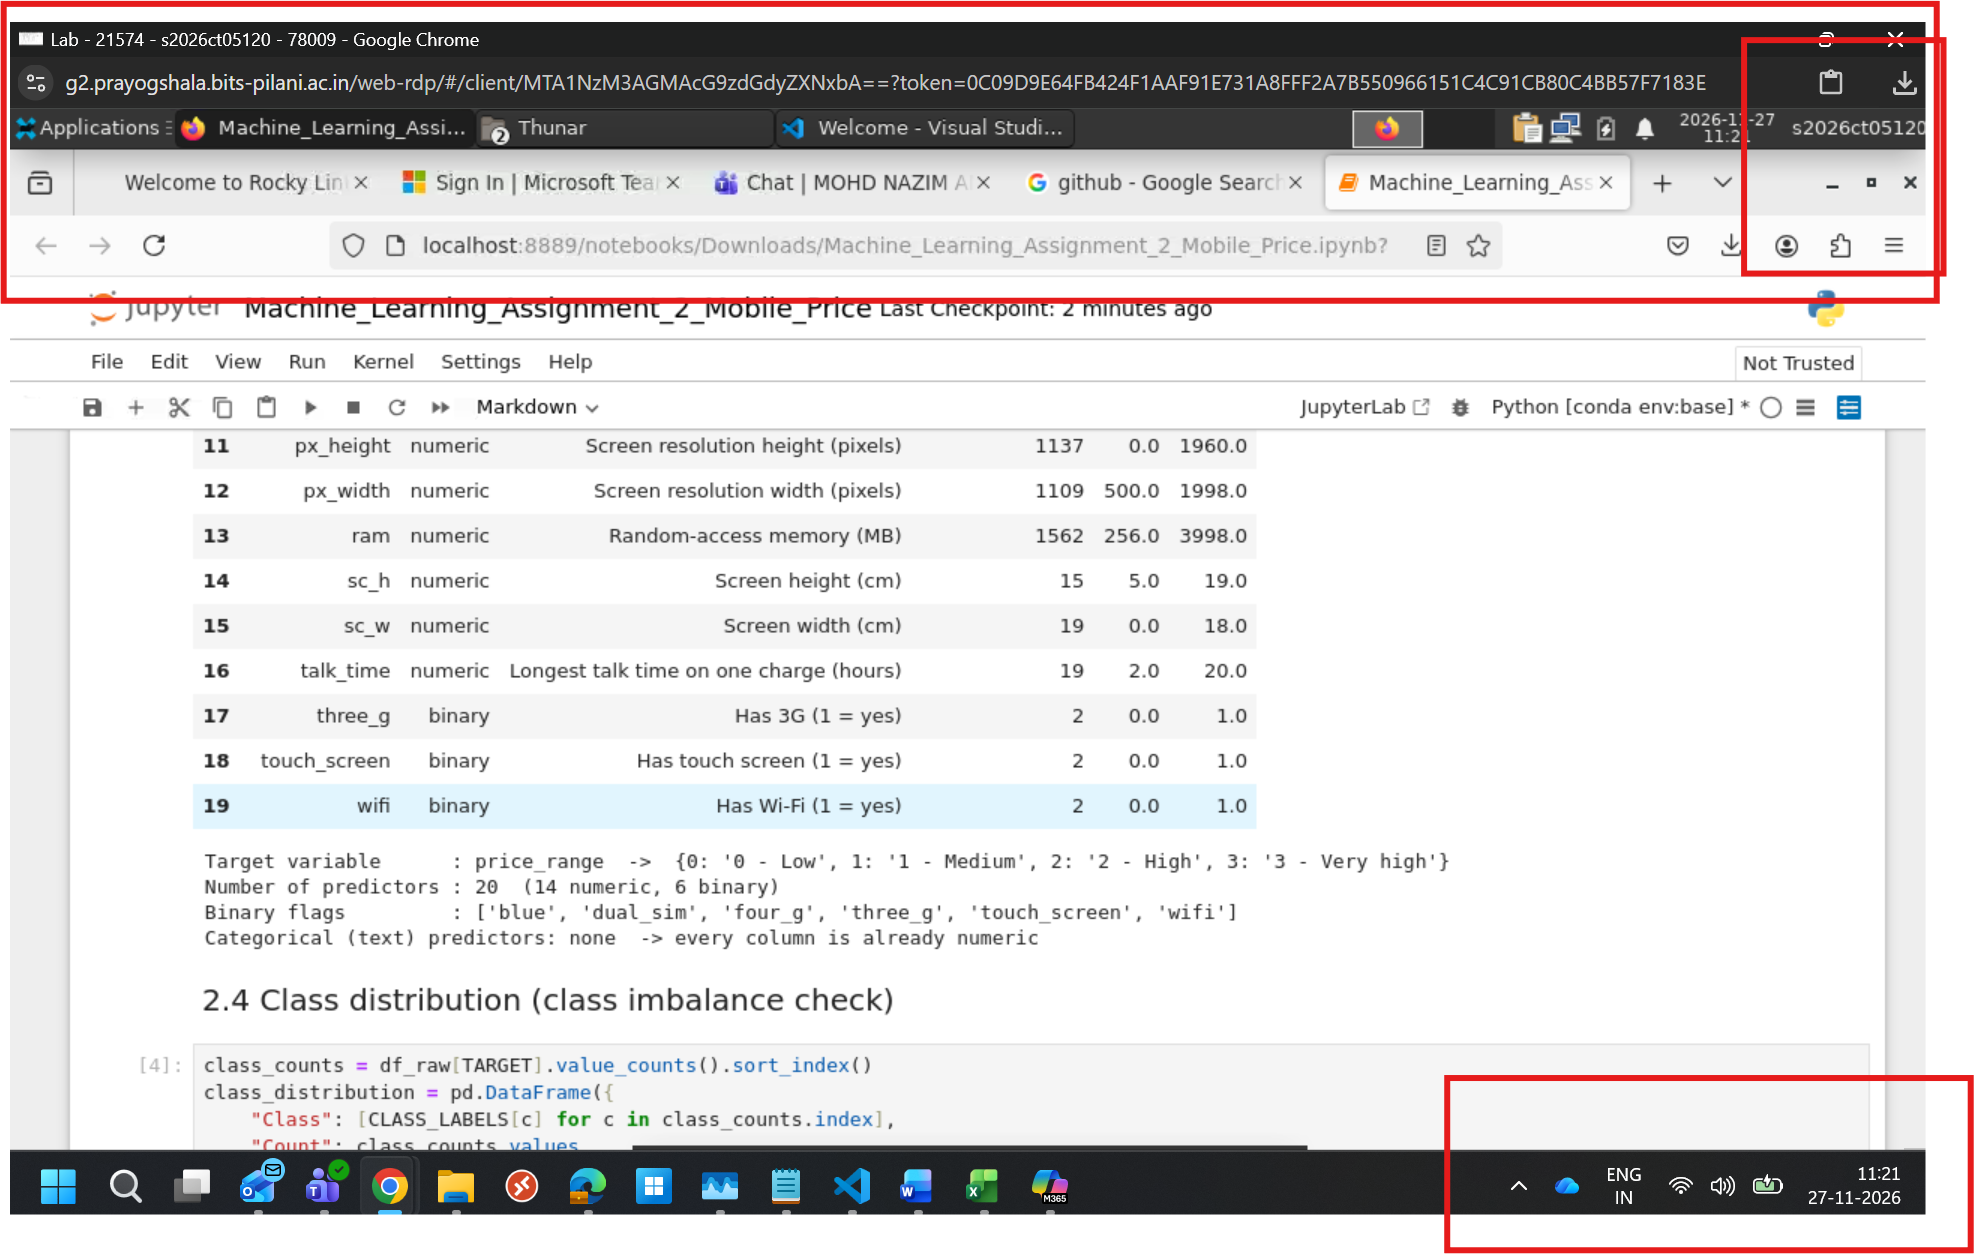 Lab - 21574 - s2026ct05120 - 78009 - Google Chrome
g2.prayogshala.bits-pilani.ac.in/web-rdp/#/client/MTA1NzM3AGMAcG9zdGdyZXNxbA==?token=0C09D9E64FB424F1AAF91E731A8FFF2A7B550966151C4C91CB80C4BB57F7183E
Applications Machine_Learning_Assi... Thunar Welcome - Visual Studi... 2026-11-27 s2026ct05120
11:21
Welcome to Rocky Lin Sign In | Microsoft Tea Chat | MOHD NAZIM A github - Google Search Machine_Learning_Ass
localhost:8889/notebooks/Downloads/Machine_Learning_Assignment_2_Mobile_Price.ipynb?
jupyter Machine_Learning_Assignment_2_Mobile_Price Last Checkpoint: 2 minutes ago
File Edit View Run Kernel Settings Help Not Trusted
Markdown JupyterLab Python [conda env:base] *
11 px_height numeric Screen resolution height (pixels) 1137 0.0 1960.0
12 px_width numeric Screen resolution width (pixels) 1109 500.0 1998.0
13 ram numeric Random-access memory (MB) 1562 256.0 3998.0
14 sc_h numeric Screen height (cm) 15 5.0 19.0
15 sc_w numeric Screen width (cm) 19 0.0 18.0
16 talk_time numeric Longest talk time on one charge (hours) 19 2.0 20.0
17 three_g binary Has 3G (1 = yes) 2 0.0 1.0
18 touch_screen binary Has touch screen (1 = yes) 2 0.0 1.0
19 wifi binary Has Wi-Fi (1 = yes) 2 0.0 1.0
Target variable : price_range -> {0: '0 - Low', 1: '1 - Medium', 2: '2 - High', 3: '3 - Very high'}
Number of predictors : 20 (14 numeric, 6 binary)
Binary flags : ['blue', 'dual_sim', 'four_g', 'three_g', 'touch_screen', 'wifi']
Categorical (text) predictors: none -> every column is already numeric
2.4 Class distribution (class imbalance check)
[4]: class_counts = df_raw[TARGET].value_counts().sort_index()
class_distribution = pd.DataFrame({
"Class": [CLASS_LABELS[c] for c in class_counts.index],
"Count": class_counts.values
ENG 11:21
IN 27-11-2026